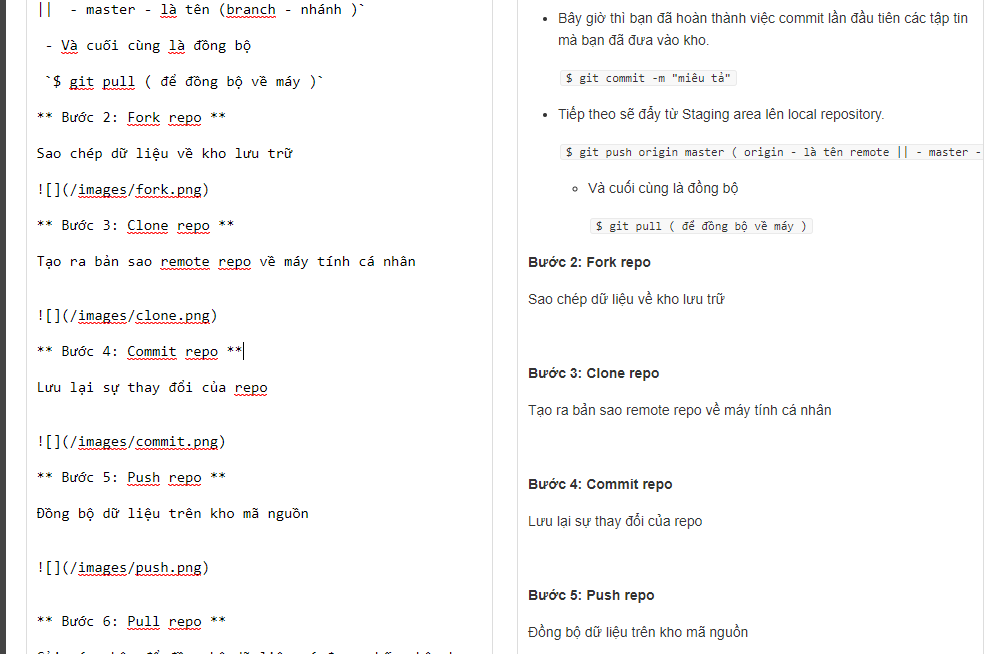 ||  - master - là tên (branch - nhánh )`
- Và cuối cùng là đồng bộ
`$ git pull ( để đồng bộ về máy )`
** Bước 2: Fork repo **
Sao chép dữ liệu về kho lưu trữ
![](/images/fork.png)
** Bước 3: Clone repo **
Tạo ra bản sao remote repo về máy tính cá nhân
![](/images/clone.png)
** Bước 4: Commit repo **
Lưu lại sự thay đổi của repo
![](/images/commit.png)
** Bước 5: Push repo **
Đồng bộ dữ liệu trên kho mã nguồn
![](/images/push.png)
** Bước 6: Pull repo **
• Bây giờ thì bạn đã hoàn thành việc commit lần đầu tiên các tập tin
mà bạn đã đưa vào kho.
$ git commit -m "miêu tả"
• Tiếp theo sẽ đẩy từ Staging area lên local repository.
$ git push origin master ( origin - là tên remote || - master -
◦ Và cuối cùng là đồng bộ
$ git pull ( để đồng bộ về máy )
Bước 2: Fork repo
Sao chép dữ liệu về kho lưu trữ
Bước 3: Clone repo
Tạo ra bản sao remote repo về máy tính cá nhân
Bước 4: Commit repo
Lưu lại sự thay đổi của repo
Bước 5: Push repo
Đồng bộ dữ liệu trên kho mã nguồn